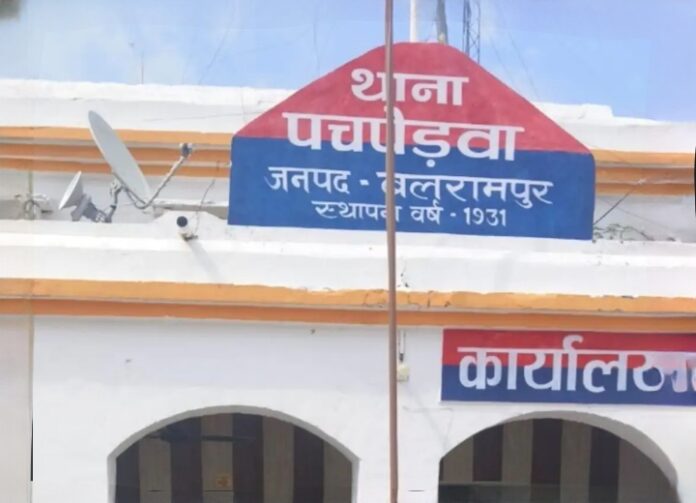 थाना
पचपेड़वा
जनपद - बलरामपुर
स्थापना वर्ष - 1931